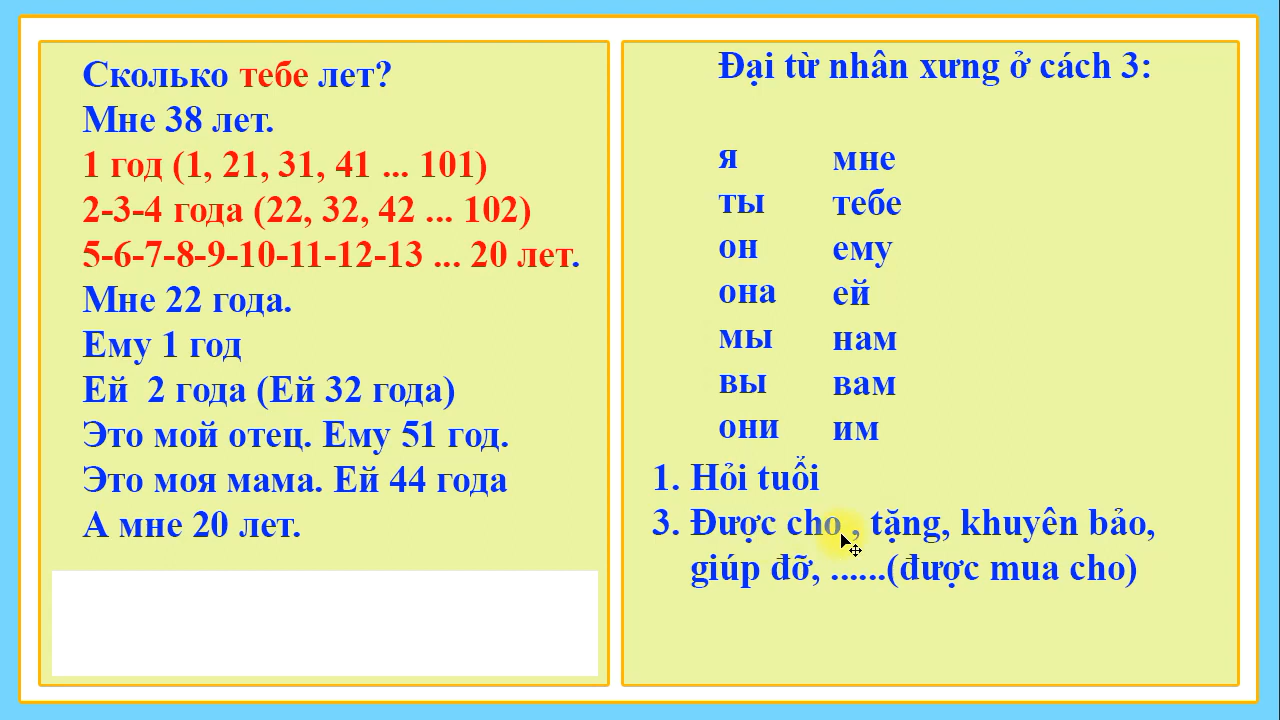 Сколько тебе лет?
Мне 38 лет.
1 год (1, 21, 31, 41 ... 101)
2-3-4 года (22, 32, 42 ... 102)
5-6-7-8-9-10-11-12-13 ... 20 лет.
Мне 22 года.
Ему 1 год
Ей 2 года (Ей 32 года)
Это мой отец. Ему 51 год.
Это моя мама. Ей 44 года
А мне 20 лет.
Đại từ nhân xưng ở cách 3:
я мне
ты тебе
он ему
она ей
мы нам
вы вам
они им
1. Hỏi tuổi
3. Được cho , tặng, khuyên bảo,
giúp đỡ, ......(được mua cho)